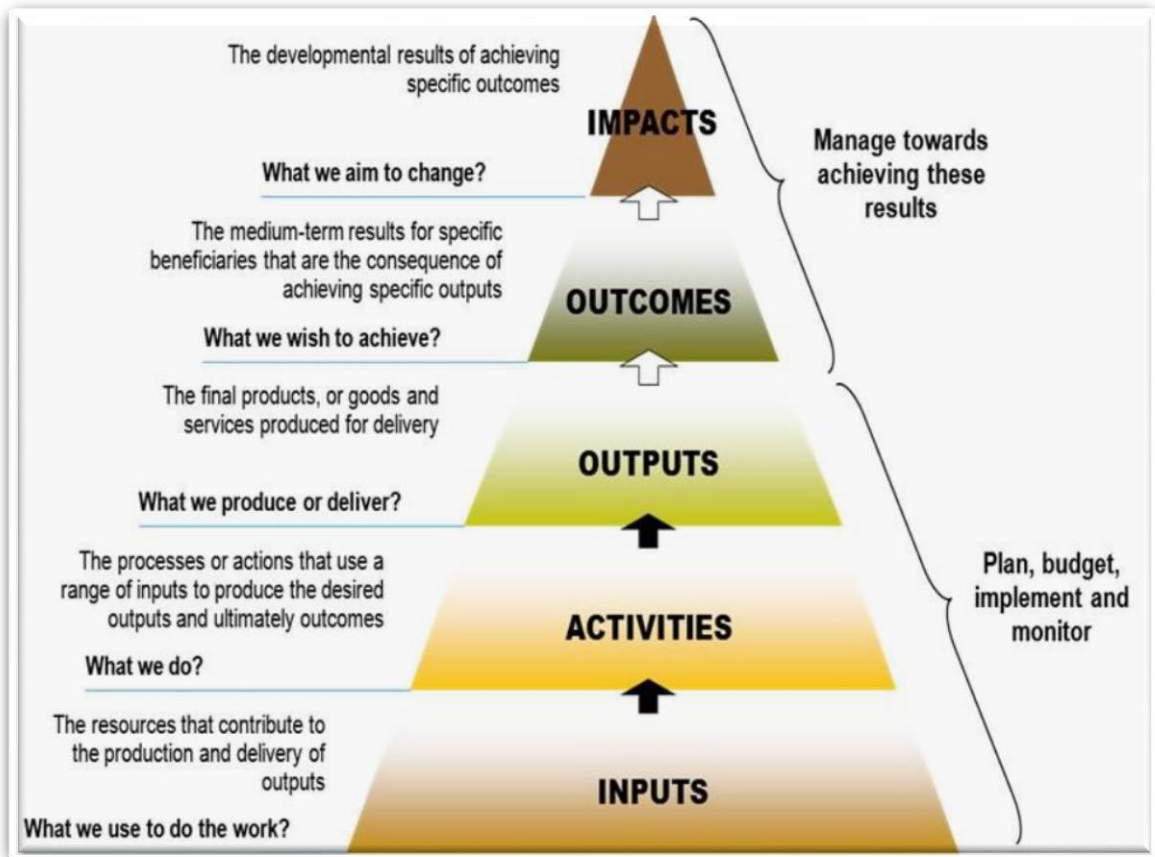 The developmental results of achieving
specific outcomes
IMPACTS
What we aim to change?
Manage towards
achieving these
results
The medium-term results for specific
beneficiaries that are the consequence of
achieving specific outputs
OUTCOMES
What we wish to achieve?
The final products, or goods and
services produced for delivery
OUTPUTS
What we produce or deliver?
The processes or actions that use a
range of inputs to produce the desired
outputs and ultimately outcomes
ACTIVITIES
What we do?
Plan, budget,
implement and
monitor
The resources that contribute to
the production and delivery of
outputs
INPUTS
What we use to do the work?